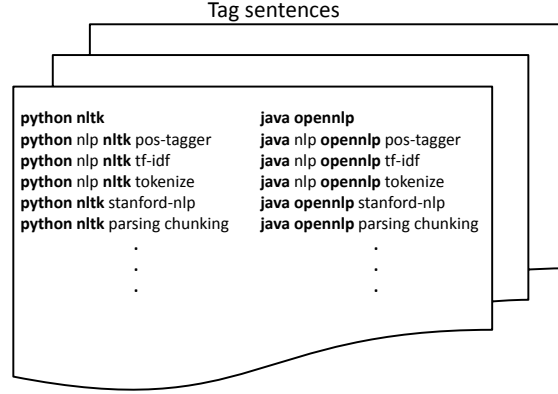 Tag sentences
python nltk
python nlp nltk pos-tagger
python nlp nltk tf-idf
python nlp nltk tokenize
python nltk stanford-nlp
python nltk parsing chunking
.
.
.
java opennlp
java nlp opennlp pos-tagger
java nlp opennlp tf-idf
java nlp opennlp tokenize
java opennlp stanford-nlp
java opennlp parsing chunking
.
.
.